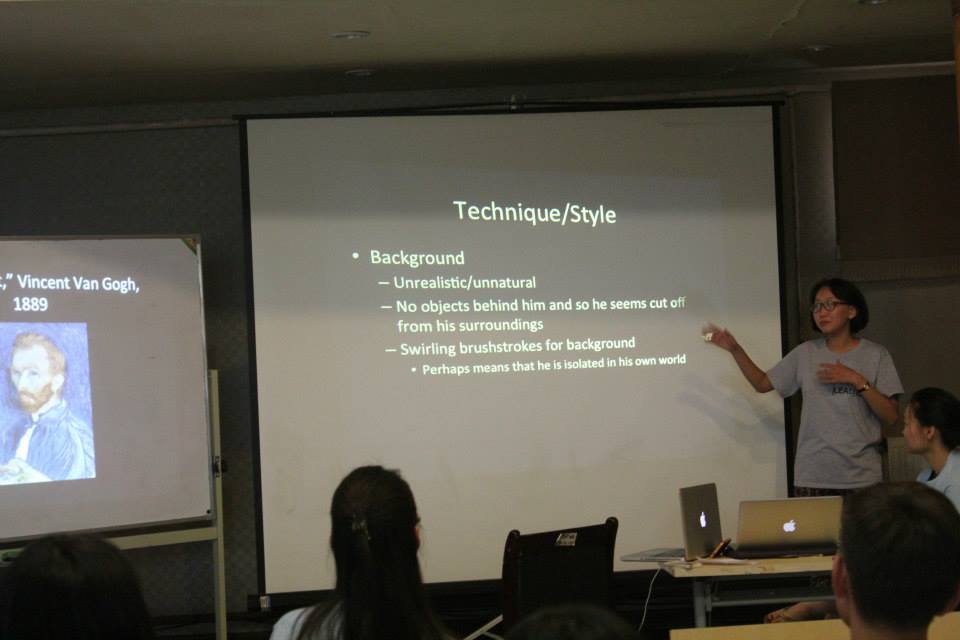 ," Vincent Van Gogh,
1889
Technique/Style
• Background
– Unrealistic/unnatural
– No objects behind him and so he seems cut off
from his surroundings
– Swirling brushstrokes for background
• Perhaps means that he is isolated in his own world